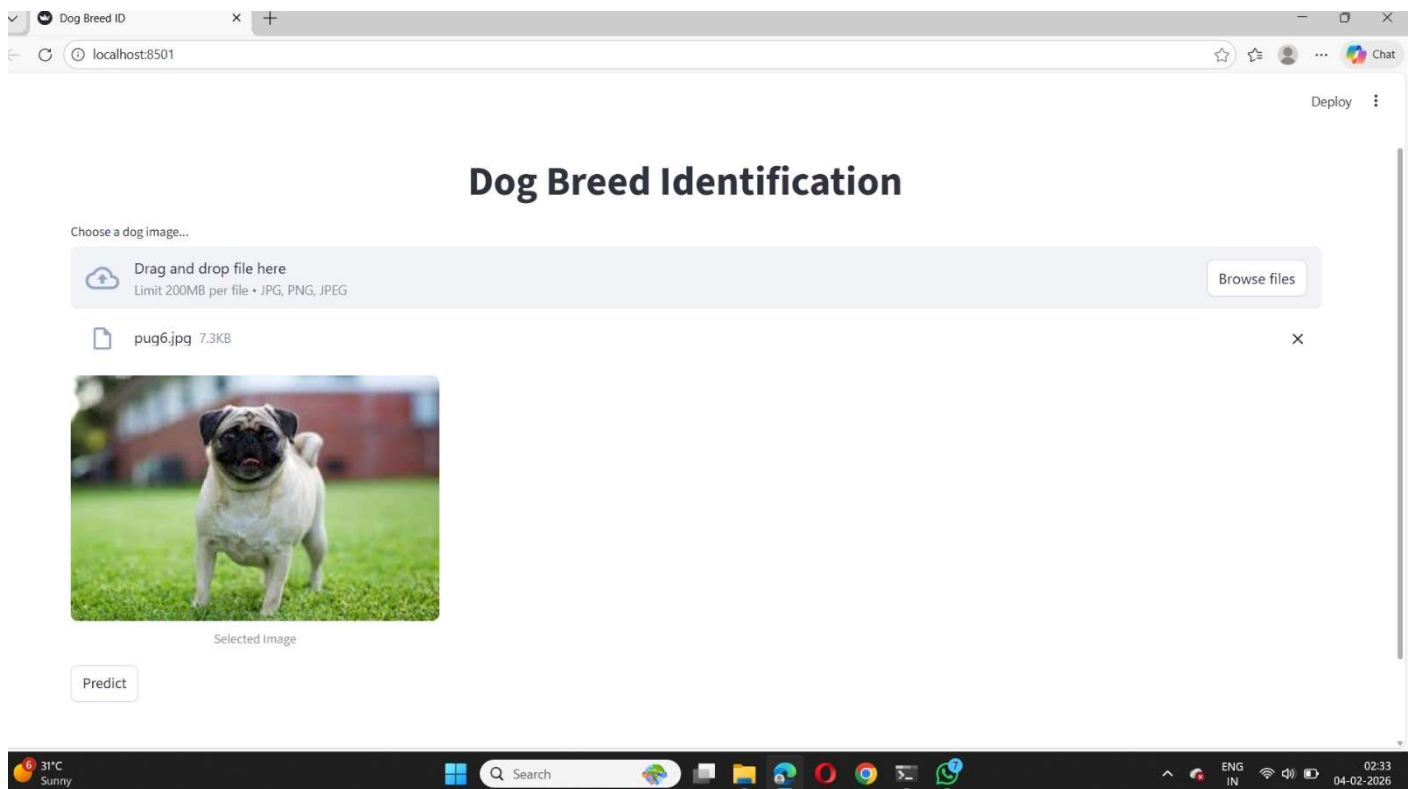 Dog Breed ID
localhost:8501
Chat
Deploy
Dog Breed Identification
Choose a dog image...
Drag and drop file here
Limit 200MB per file • JPG, PNG, JPEG
Browse files
pug6.jpg 7.3KB
Selected Image
Predict
6
31°C
Sunny
Search
7
ENG
IN
02:33
04-02-2026